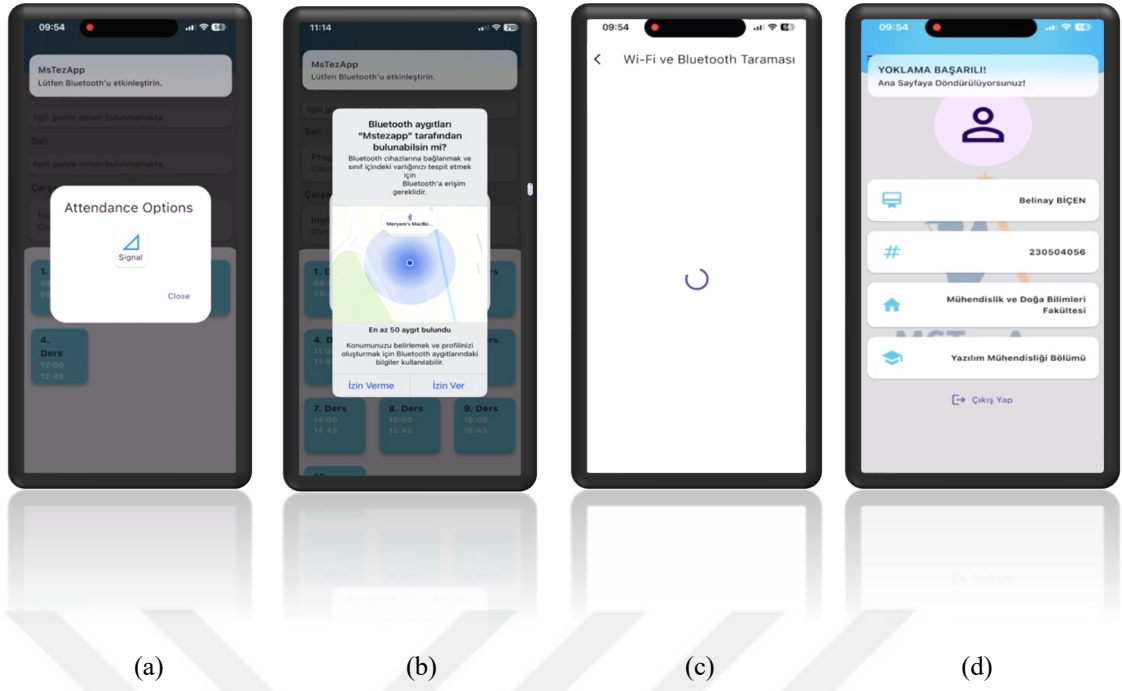 09:54
MsTezApp
Lütfen Bluetooth'u etkinleştirin.
İlgili günde dersin bulunmamakta.
Salı
İlgili günde dersin bulunmamakta.
Attendance Options
Signal
Close
1.
4.
Ders
12:00
12:45
(a)
11:14
79
MsTezApp
Lütfen Bluetooth'u etkinleştirin.
Salı
Bluetooth aygıtları
“Mstezapp” tarafından
bulunabilsin mi?
Bluetooth cihazlarına bağlanmak ve
sınıf içindeki varlığınızı tespit etmek
için
Bluetooth'a erişim
gereklidir.
Meryem's MacBo...
En az 50 aygıt bulundu
Konumunuzu belirlemek ve profilinizi
oluşturmak için Bluetooth aygıtlarındaki
bilgiler kullanılabilir.
İzin Verme
İzin Ver
7. Ders
14:00
14:45
8. Ders
15:00
15:45
9. Ders
16:00
16:45
(b)
09:54
Wi-Fi ve Bluetooth Taraması
(c)
09:54
YOKLAMA BAŞARILI!
Ana Sayfaya Döndürülüyorsunuz!
Belinay BİÇEN
#
230504056
Mühendislik ve Doğa Bilimleri
Fakültesi
Yazılım Mühendisliği Bölümü
Çıkış Yap
(d)